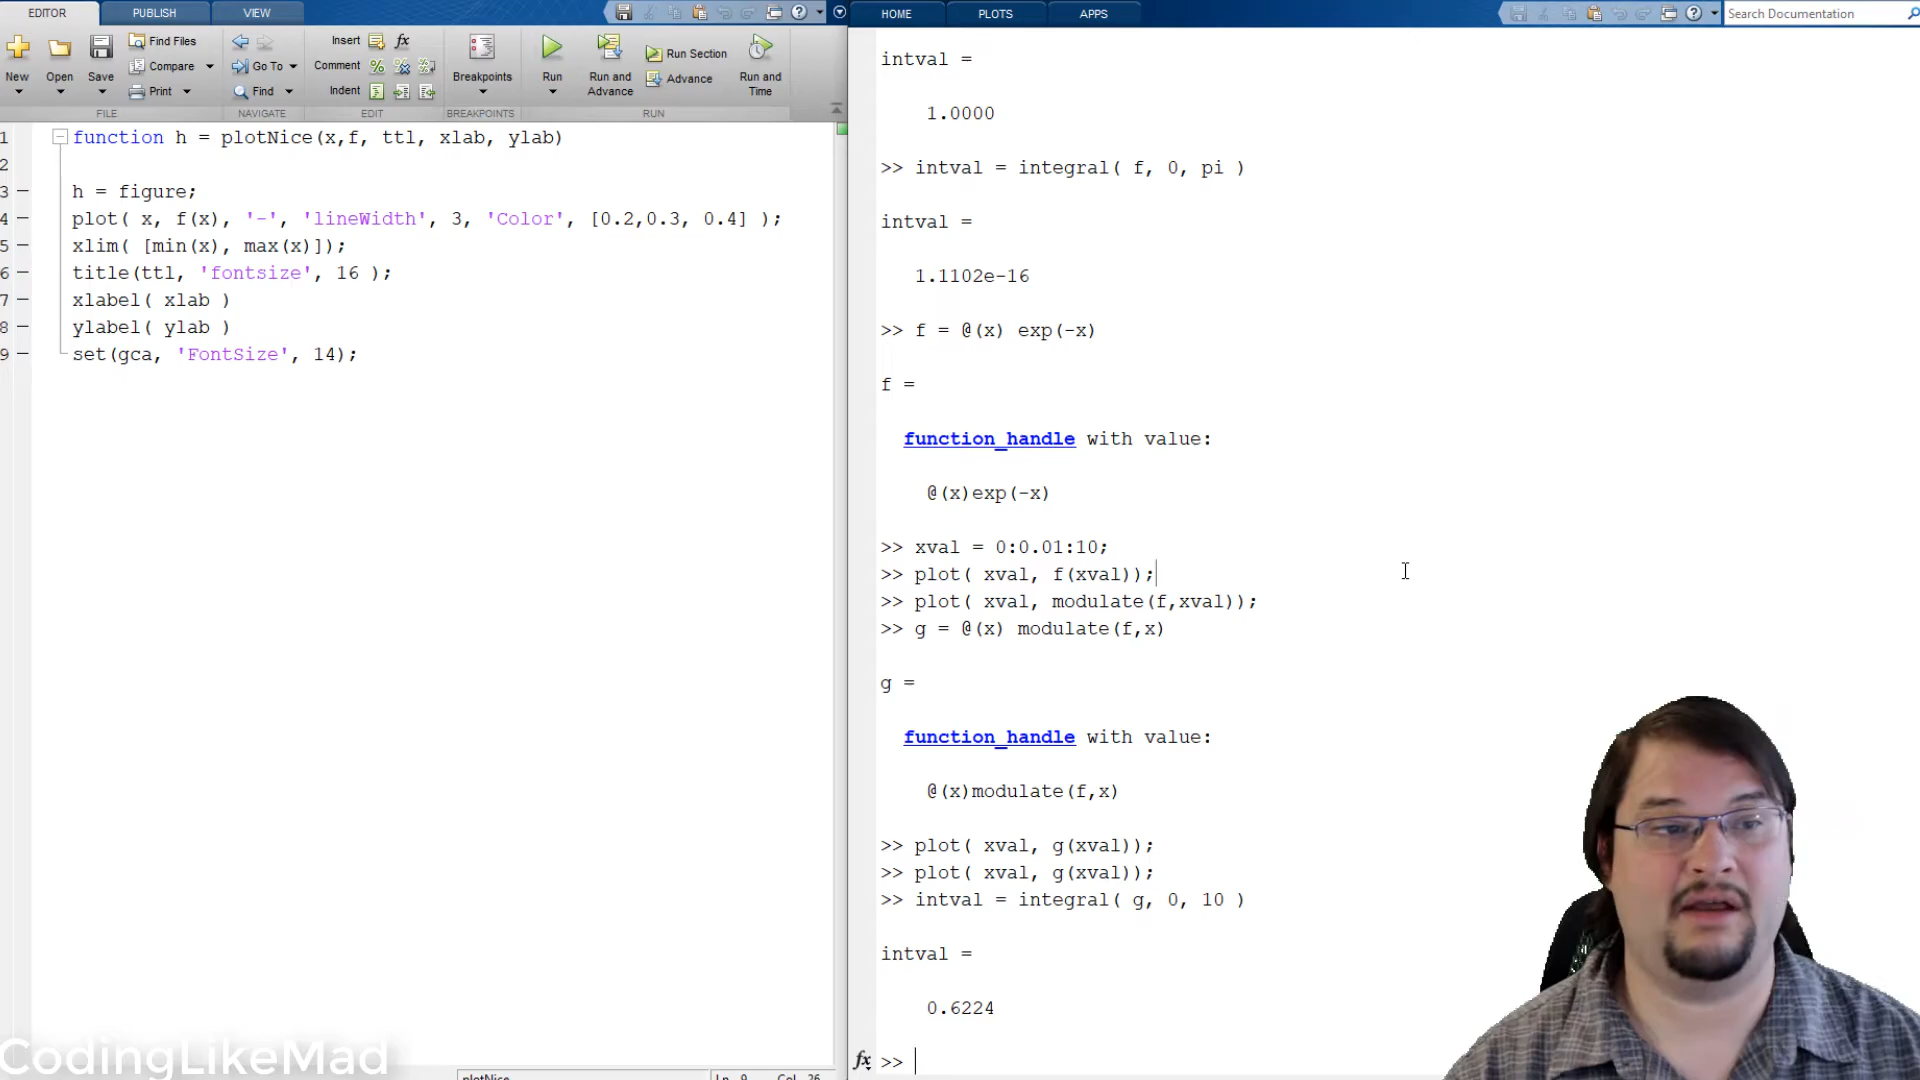 EDITOR
PUBLISH
VIEW
HOME
PLOTS
APPS
Search Documentation
New
Open
Save
Find Files
Compare
Print
Go To
Find
Insert
fx
Comment
Indent
Breakpoints
Run
Run and
Advance
Run Section
Advance
Run and
Time
FILE
NAVIGATE
EDIT
BREAKPOINTS
RUN
1 function h = plotNice(x,f, ttl, xlab, ylab)
2
3 — h = figure;
4 — plot( x, f(x), '-', 'lineWidth', 3, 'Color', [0.2,0.3, 0.4] );
5 — xlim( [min(x), max(x)]);
6 — title(ttl, 'fontsize', 16 );
7 — xlabel( xlab )
8 — ylabel( ylab )
9 — set(gca, 'FontSize', 14);
intval =
1.0000
>> intval = integral( f, 0, pi )
intval =
1.1102e-16
>> f = @(x) exp(-x)
f =
function_handle with value:
@(x)exp(-x)
>> xval = 0:0.01:10;
>> plot( xval, f(xval));
>> plot( xval, modulate(f,xval));
>> g = @(x) modulate(f,x)
g =
function_handle with value:
@(x)modulate(f,x)
>> plot( xval, g(xval));
>> plot( xval, g(xval));
>> intval = integral( g, 0, 10 )
intval =
0.6224
fx >>
CodingLikeMad
plotNice
Ln 9 Col 26